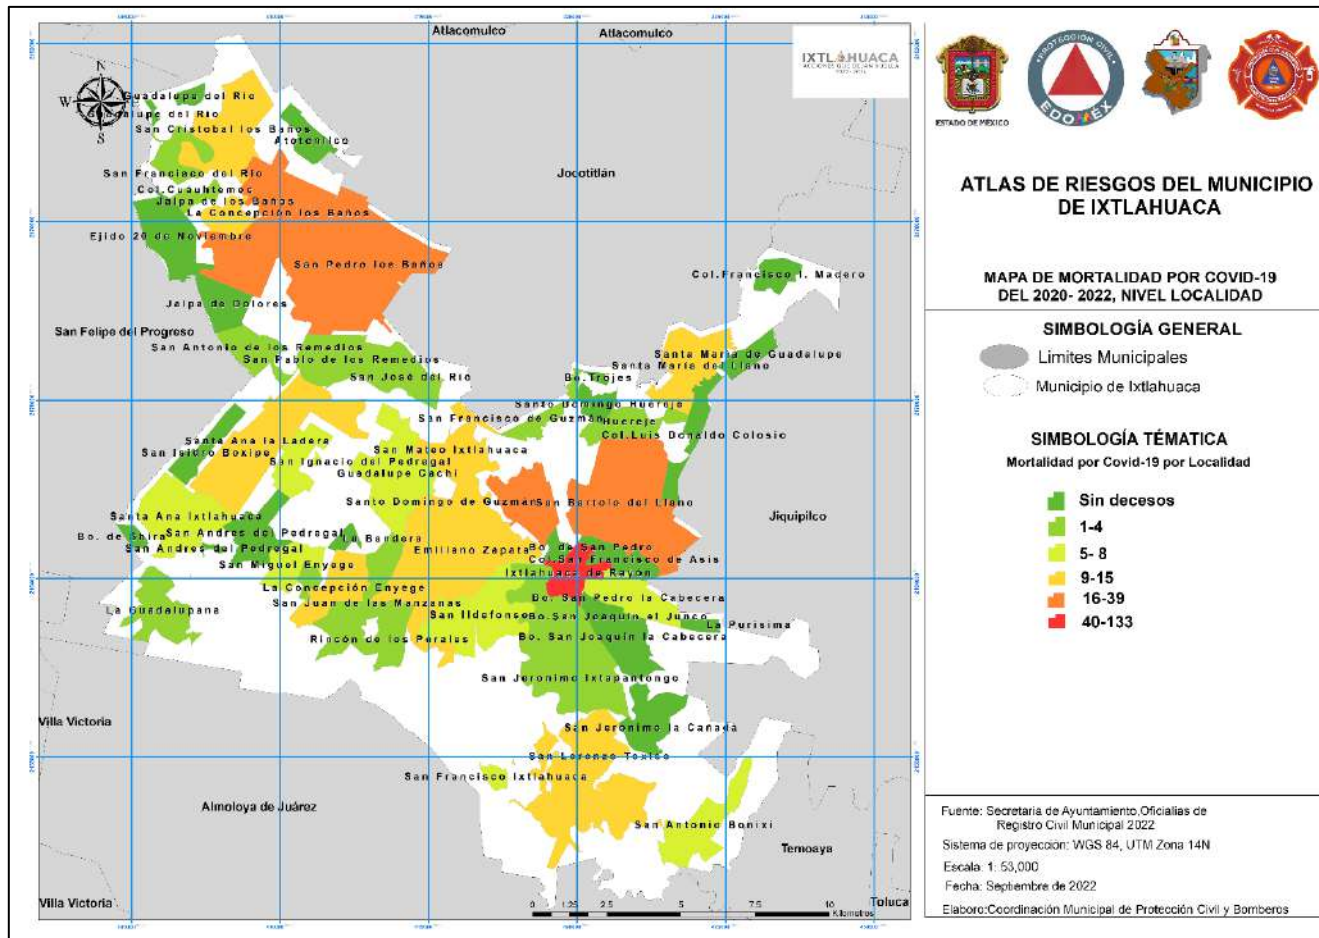 Atlacomulco
Atlacomulco
IXTLAHUACA
N
W
S
Guadalupe del Río
Guadalupe del Rio
San Cristobal los Baños
Atotonilco
San Francisco del Río
Col.Cuauhtemoc
Jalpa de los Baños
La Concepción los Baños
Ejido 20 de Noviembre
San Pedro los Baños
Jocotitlán
Col.Francisco I. Madero
Jalpa de Dolores
San Felipe del Progreso
San Antonio de los Remedios
San Pablo de los Remedios
San José del Río
Santa María de Guadalupe
Santa María del Llano
Bo.Trojes
Santo Domingo Huereje
San Francisco de Guzmán
Huereje
Col.Luis Donaldo Colosio
Santa Ana la Ladera
San Isidro Boxipe
San Mateo Ixtlahuaca
San Ignacio del Pedregal
Guadalupe Cachi
Santo Domingo de Guzmán
San Bartolo del Llano
Jiquipilco
Santa Ana Ixtlahuaca
Bo. de Shira
San Andres del Pedregal
San Andres del Pedregal
La Bandera
Emiliano Zapata
Bo. de San Pedro
Col.San Francisco de Asis
San Miguel Enyege
Ixtlahuaca de Rayón
La Concepción Enyege
San Juan de las Manzanas
Bo. San Pedro la Cabecera
La Guadalupana
San Ildefonso
Bo.San Joaquín el Junco
La Purisima
Rincón de los Perales
Bo. San Joaquín la Cabecera
San Jeronimo Ixtapantongo
Villa Victoria
San Jeronimo la Cañada
San Lorenzo Toxico
San Francisco Ixtlahuaca
Almoloya de Juárez
San Antonio Bonixi
Temoaya
Villa Victoria
Toluca
0 1.25 2.5 5 7.5 10
Kilometros
ESTADO DE MÉXICO
PROTECCIÓN CIVIL
EDOMÉX
ATLAS DE RIESGOS DEL MUNICIPIO
DE IXTLAHUACA
MAPA DE MORTALIDAD POR COVID-19
DEL 2020- 2022, NIVEL LOCALIDAD
SIMBOLOGÍA GENERAL
Limites Municipales
Municipio de Ixtlahuaca
SIMBOLOGÍA TÉMATICA
Mortalidad por Covid-19 por Localidad
Sin decesos
1-4
5- 8
9-15
16-39
40-133
Fuente: Secretaria de Ayuntamiento,Oficialias de
Registro Civil Municipal 2022
Sistema de proyección: WGS 84, UTM Zona 14N
Escala: 1: 53,000
Fecha: Septiembre de 2022
Elaboro:Coordinación Municipal de Protección Civil y Bomberos